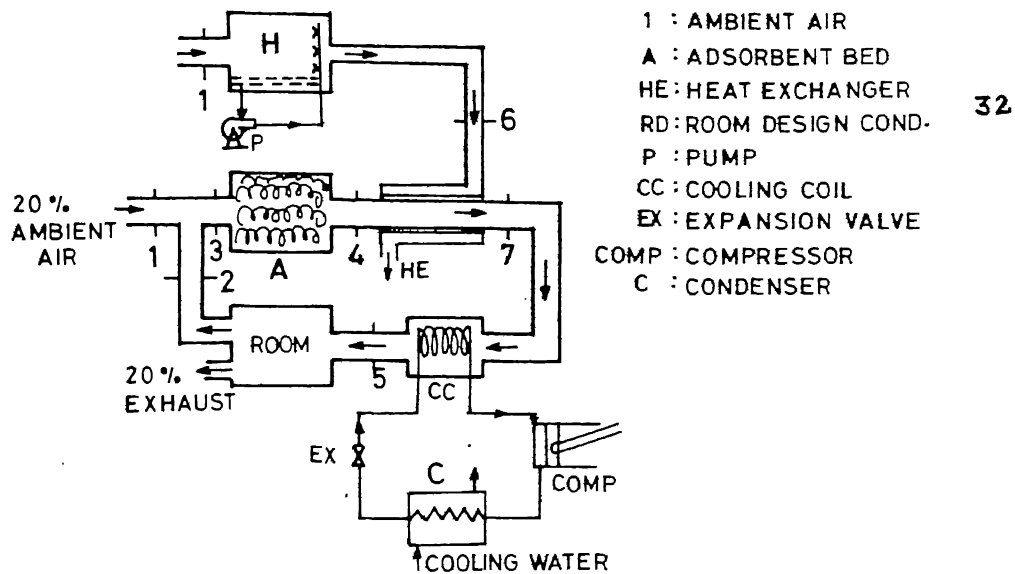 H
1
P
6
20%
AMBIENT
AIR
1
3
2
A
4
HE
7
ROOM
20%
EXHAUST
5
CC
EX
C
COMP
COOLING WATER
1 : AMBIENT AIR
A : ADSORBENT BED
HE : HEAT EXCHANGER
RD : ROOM DESIGN COND.
P : PUMP
CC : COOLING COIL
EX : EXPANSION VALVE
COMP : COMPRESSOR
C : CONDENSER
32